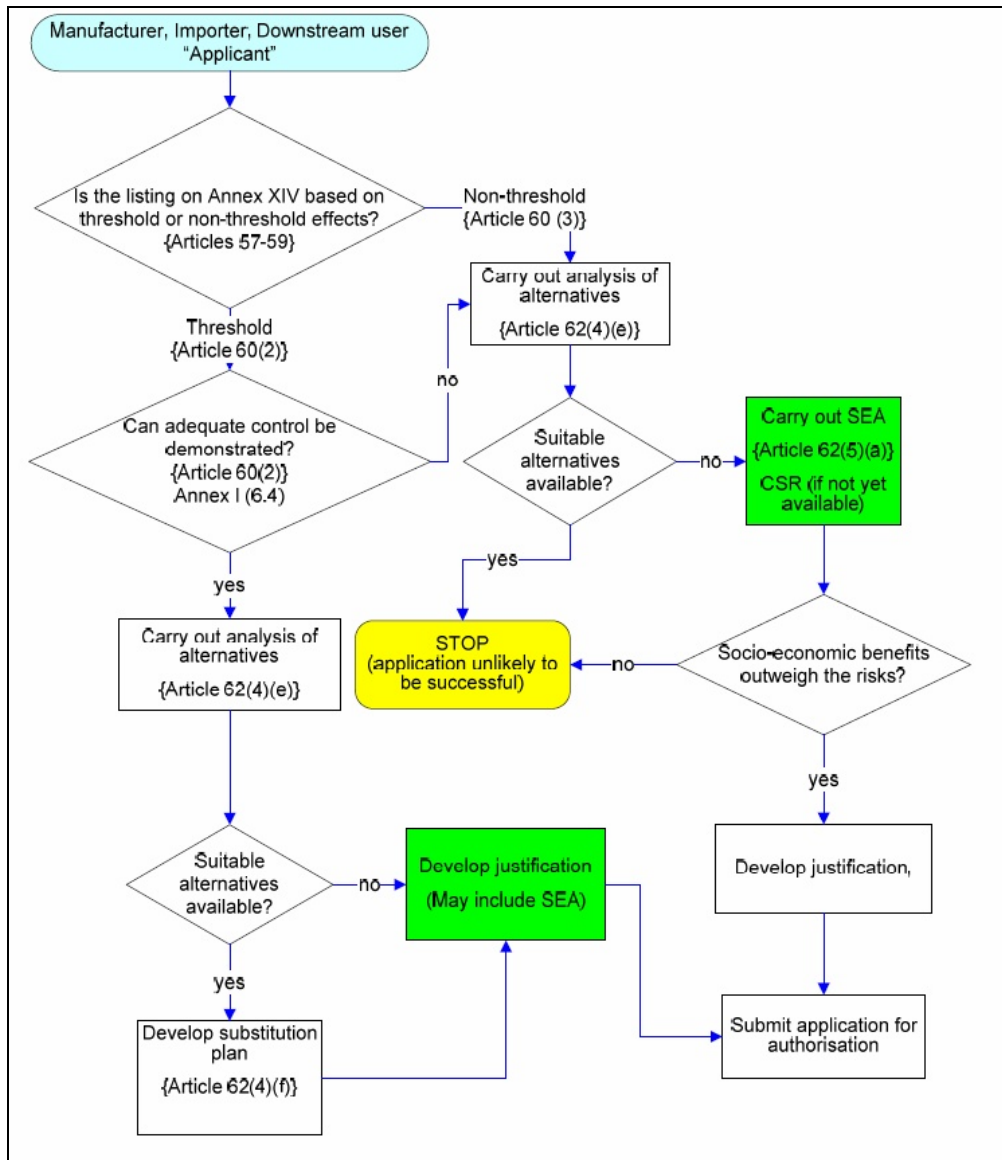 Manufacturer, Importer, Downstream user
“Applicant”
Is the listing on Annex XIV based on
threshold or non-threshold effects?
{Articles 57-59}
Non-threshold
{Article 60 (3)}
Carry out analysis of
alternatives
{Article 62(4)(e)}
Threshold
{Article 60(2)}
no
Can adequate control be
demonstrated?
{Article 60(2)}
Annex I (6.4)
Suitable
alternatives
available?
no
Carry out SEA
{Article 62(5)(a)}
CSR (if not yet
available)
yes
yes
Carry out analysis of
alternatives
{Article 62(4)(e)}
STOP
(application unlikely to
be successful)
no
Socio-economic benefits
outweigh the risks?
yes
Suitable
alternatives
available?
no
Develop justification
(May include SEA)
Develop justification,
yes
Develop substitution
plan
{Article 62(4)(f)}
Submit application for
authorisation